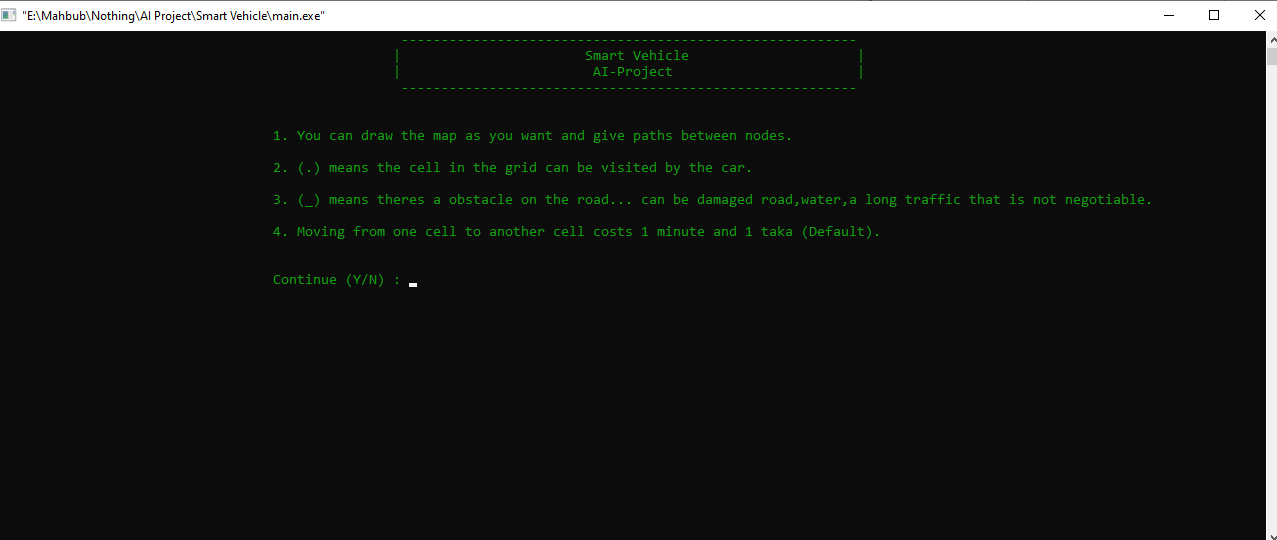 "E:\Mahbub\Nothing\AI Project\Smart Vehicle\main.exe"
---------------------------------------------------------
| Smart Vehicle |
| AI-Project |
---------------------------------------------------------
1. You can draw the map as you want and give paths between nodes.
2. (.) means the cell in the grid can be visited by the car.
3. (_) means theres a obstacle on the road... can be damaged road,water,a long traffic that is not negotiable.
4. Moving from one cell to another cell costs 1 minute and 1 taka (Default).
Continue (Y/N) :